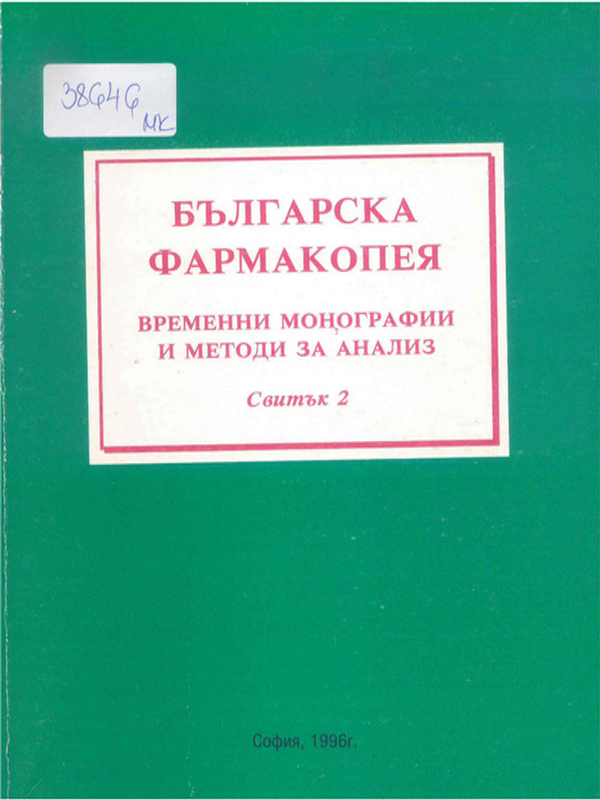 38646
МК
БЪЛГАРСКА
ФАРМАКОПЕЯ
ВРЕМЕННИ МОНОГРАФИИ
И МЕТОДИ ЗА АНАЛИЗ
Свитък 2
София, 1996г.